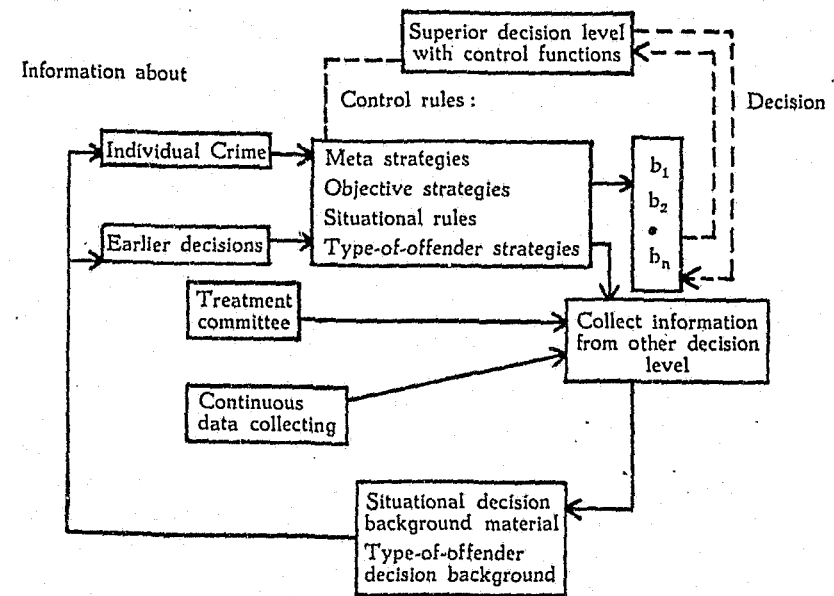 Superior decision level
with control functions
Information about
Control rules :
Decision
Individual Crime
Meta strategies
Objective strategies
Situational rules
Type-of-offender strategies
Earlier decisions
b₁
b₂
•
bₙ
Treatment
committee
Collect information
from other decision
level
Continuous
data collecting
Situational decision
background material
Type-of-offender
decision background